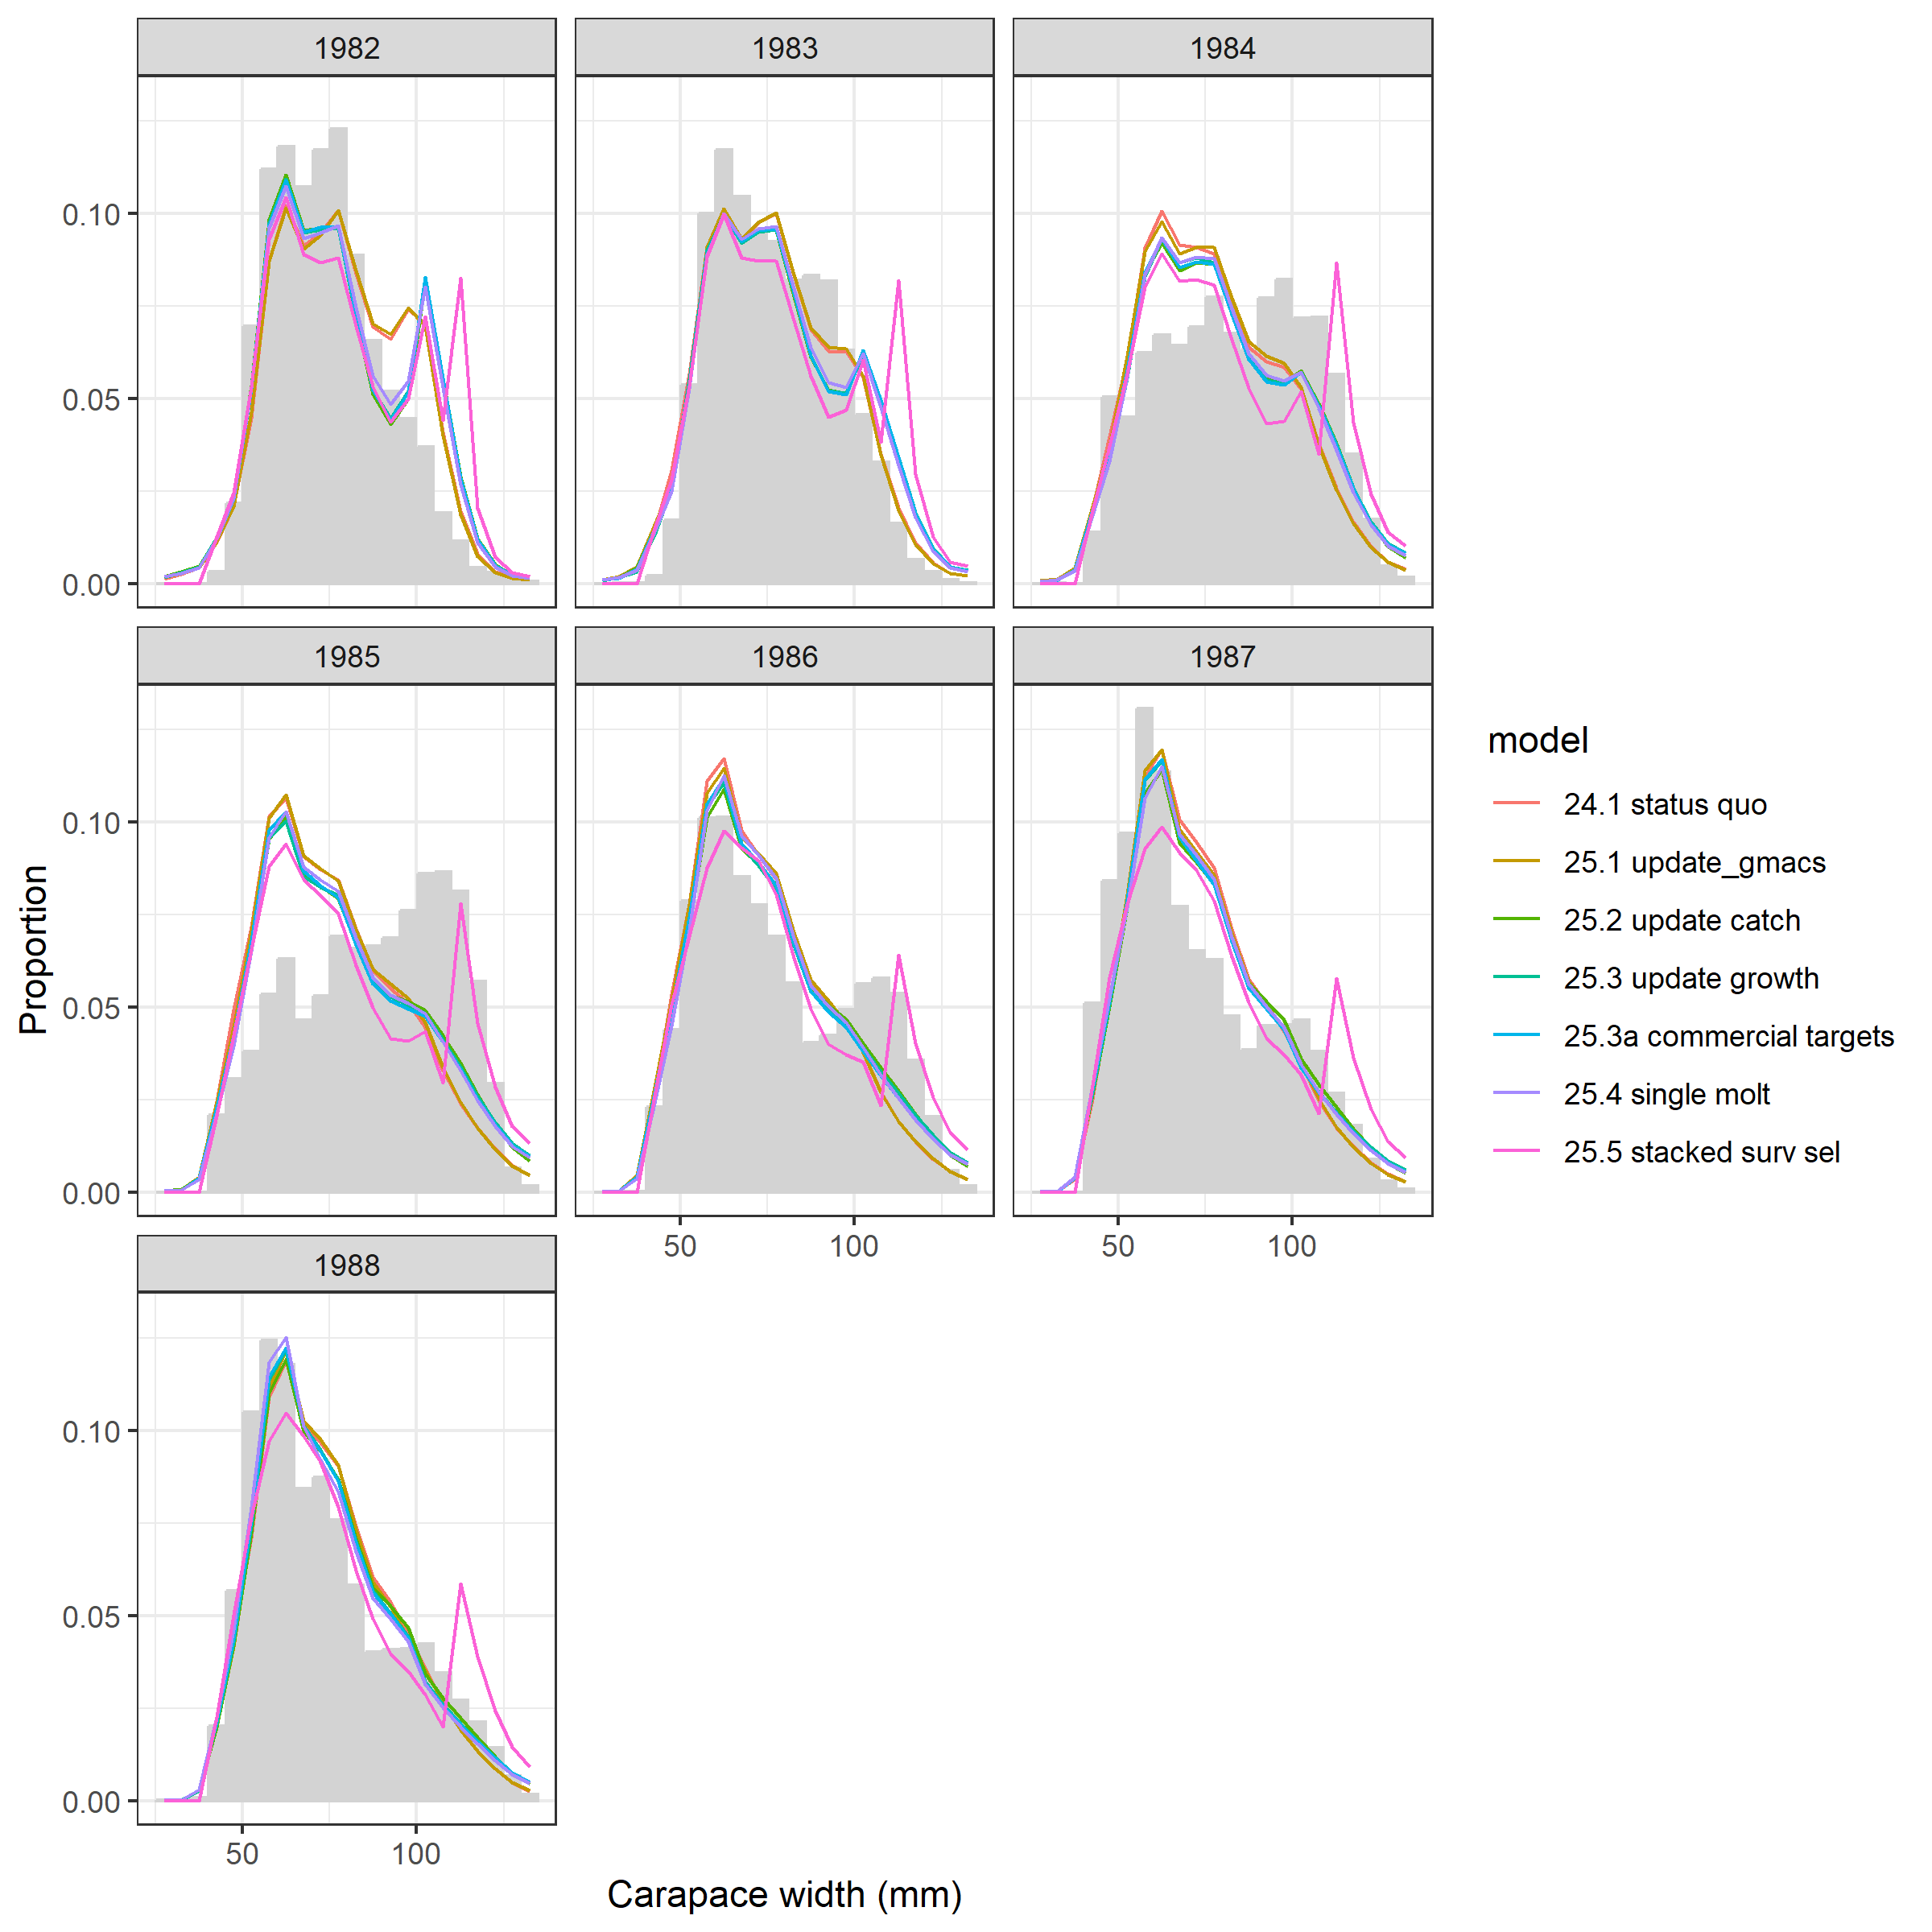 1982
1983
1984
0.10
0.05
0.00
1985
1986
1987
0.10
0.05
0.00
50
100
50
100
1988
0.10
0.05
0.00
50
100
Proportion
Carapace width (mm)
model
24.1 status quo
25.1 update_gmacs
25.2 update catch
25.3 update growth
25.3a commercial targets
25.4 single molt
25.5 stacked surv sel